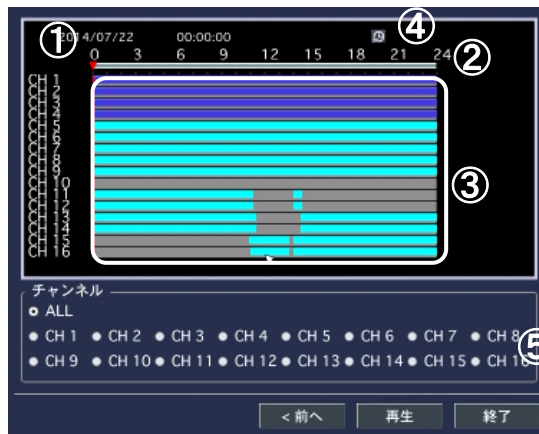 ① 2014/07/22 00:00:00 ④
0 3 6 9 12 15 18 21 24 ②
CH 1
CH 2
CH 3
CH 4
CH 5
CH 6
CH 7
CH 8
CH 9
CH 10
CH 11 ③
CH 12
CH 13
CH 14
CH 15
CH 16
チャンネル
ALL
CH 1 CH 2 CH 3 CH 4 CH 5 CH 6 CH 7 CH 8
CH 9 CH 10 CH 11 CH 12 CH 13 CH 14 CH 15 CH 16 ⑤
<前へ 再生 終了